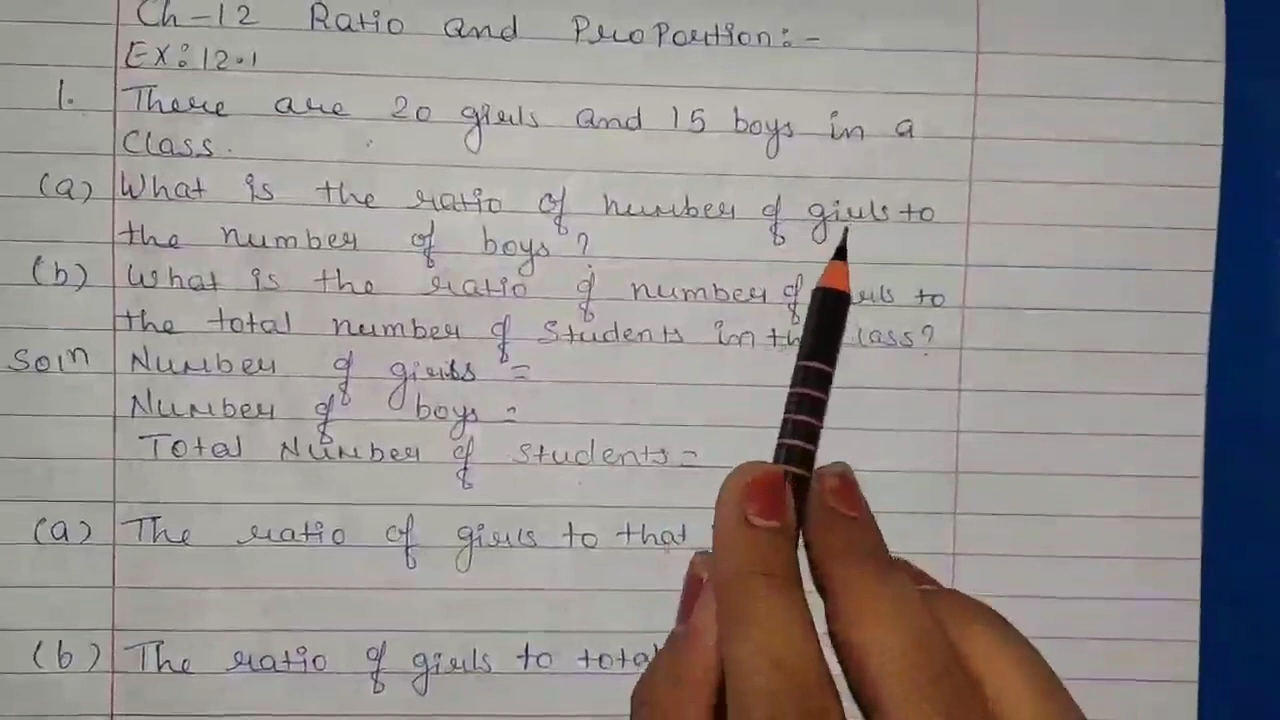 Ch-12 Ratio and Proportion:-
Ex: 12.1
1. There are 20 girls and 15 boys in a
Class.
(a) What is the ratio of number of girls to
the number of boys?
(b) What is the ratio of number of to
the total number of students in
Soln Number of girls =
Number of boys =
Total Number of students =
(a) The ratio of girls to that
(b) The ratio of girls to total